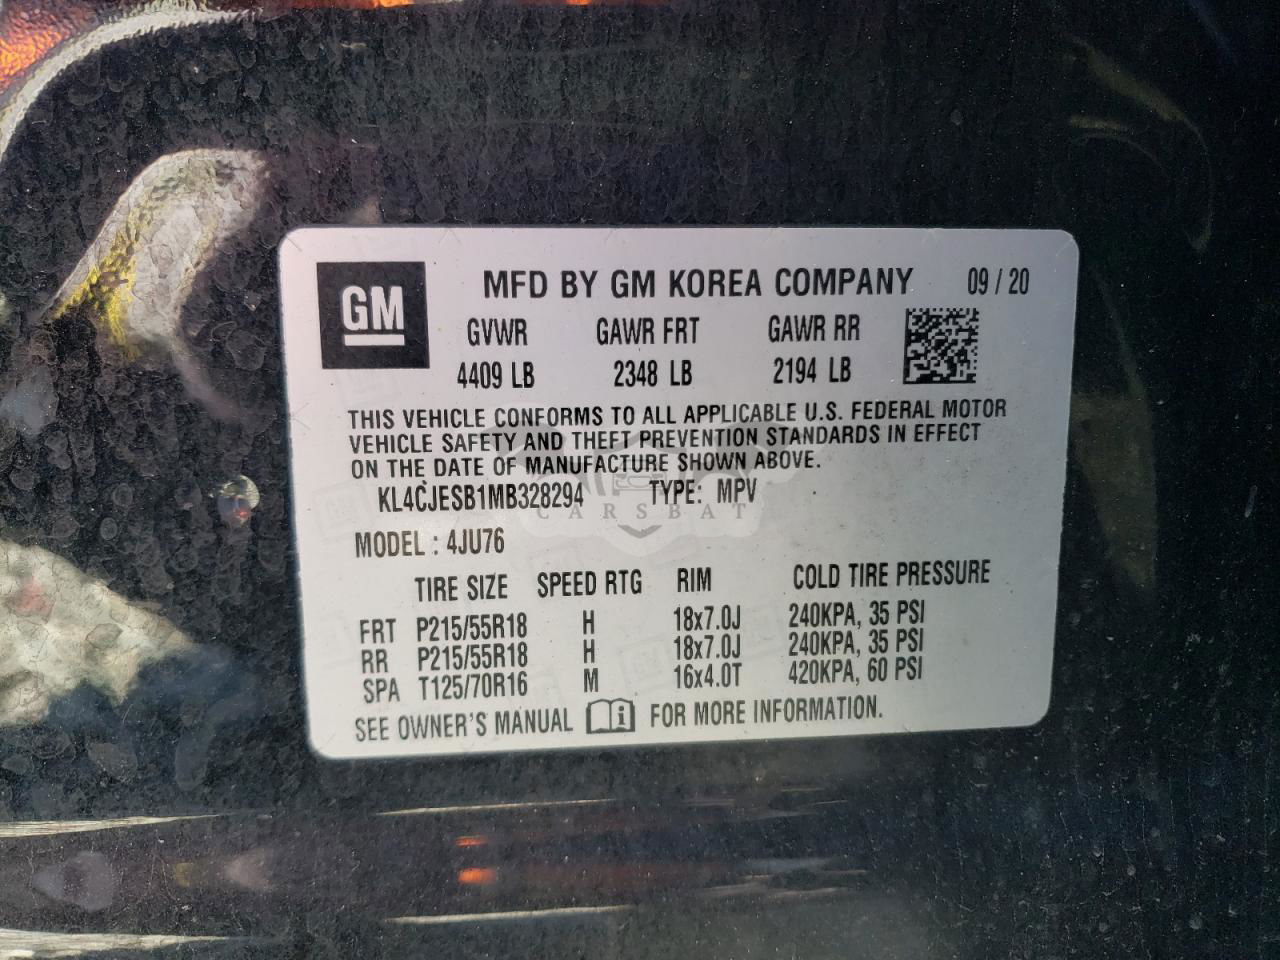 GM
MFD BY GM KOREA COMPANY 09 / 20
GVWR GAWR FRT GAWR RR
4409 LB 2348 LB 2194 LB
THIS VEHICLE CONFORMS TO ALL APPLICABLE U.S. FEDERAL MOTOR
VEHICLE SAFETY AND THEFT PREVENTION STANDARDS IN EFFECT
ON THE DATE OF MANUFACTURE SHOWN ABOVE.
KL4CJESB1MB328294 TYPE: MPV
CARSBAT
MODEL : 4JU76
TIRE SIZE SPEED RTG RIM COLD TIRE PRESSURE
FRT P215/55R18 H 18x7.0J 240KPA, 35 PSI
RR P215/55R18 H 18x7.0J 240KPA, 35 PSI
SPA T125/70R16 M 16x4.0T 420KPA, 60 PSI
SEE OWNER'S MANUAL i FOR MORE INFORMATION.